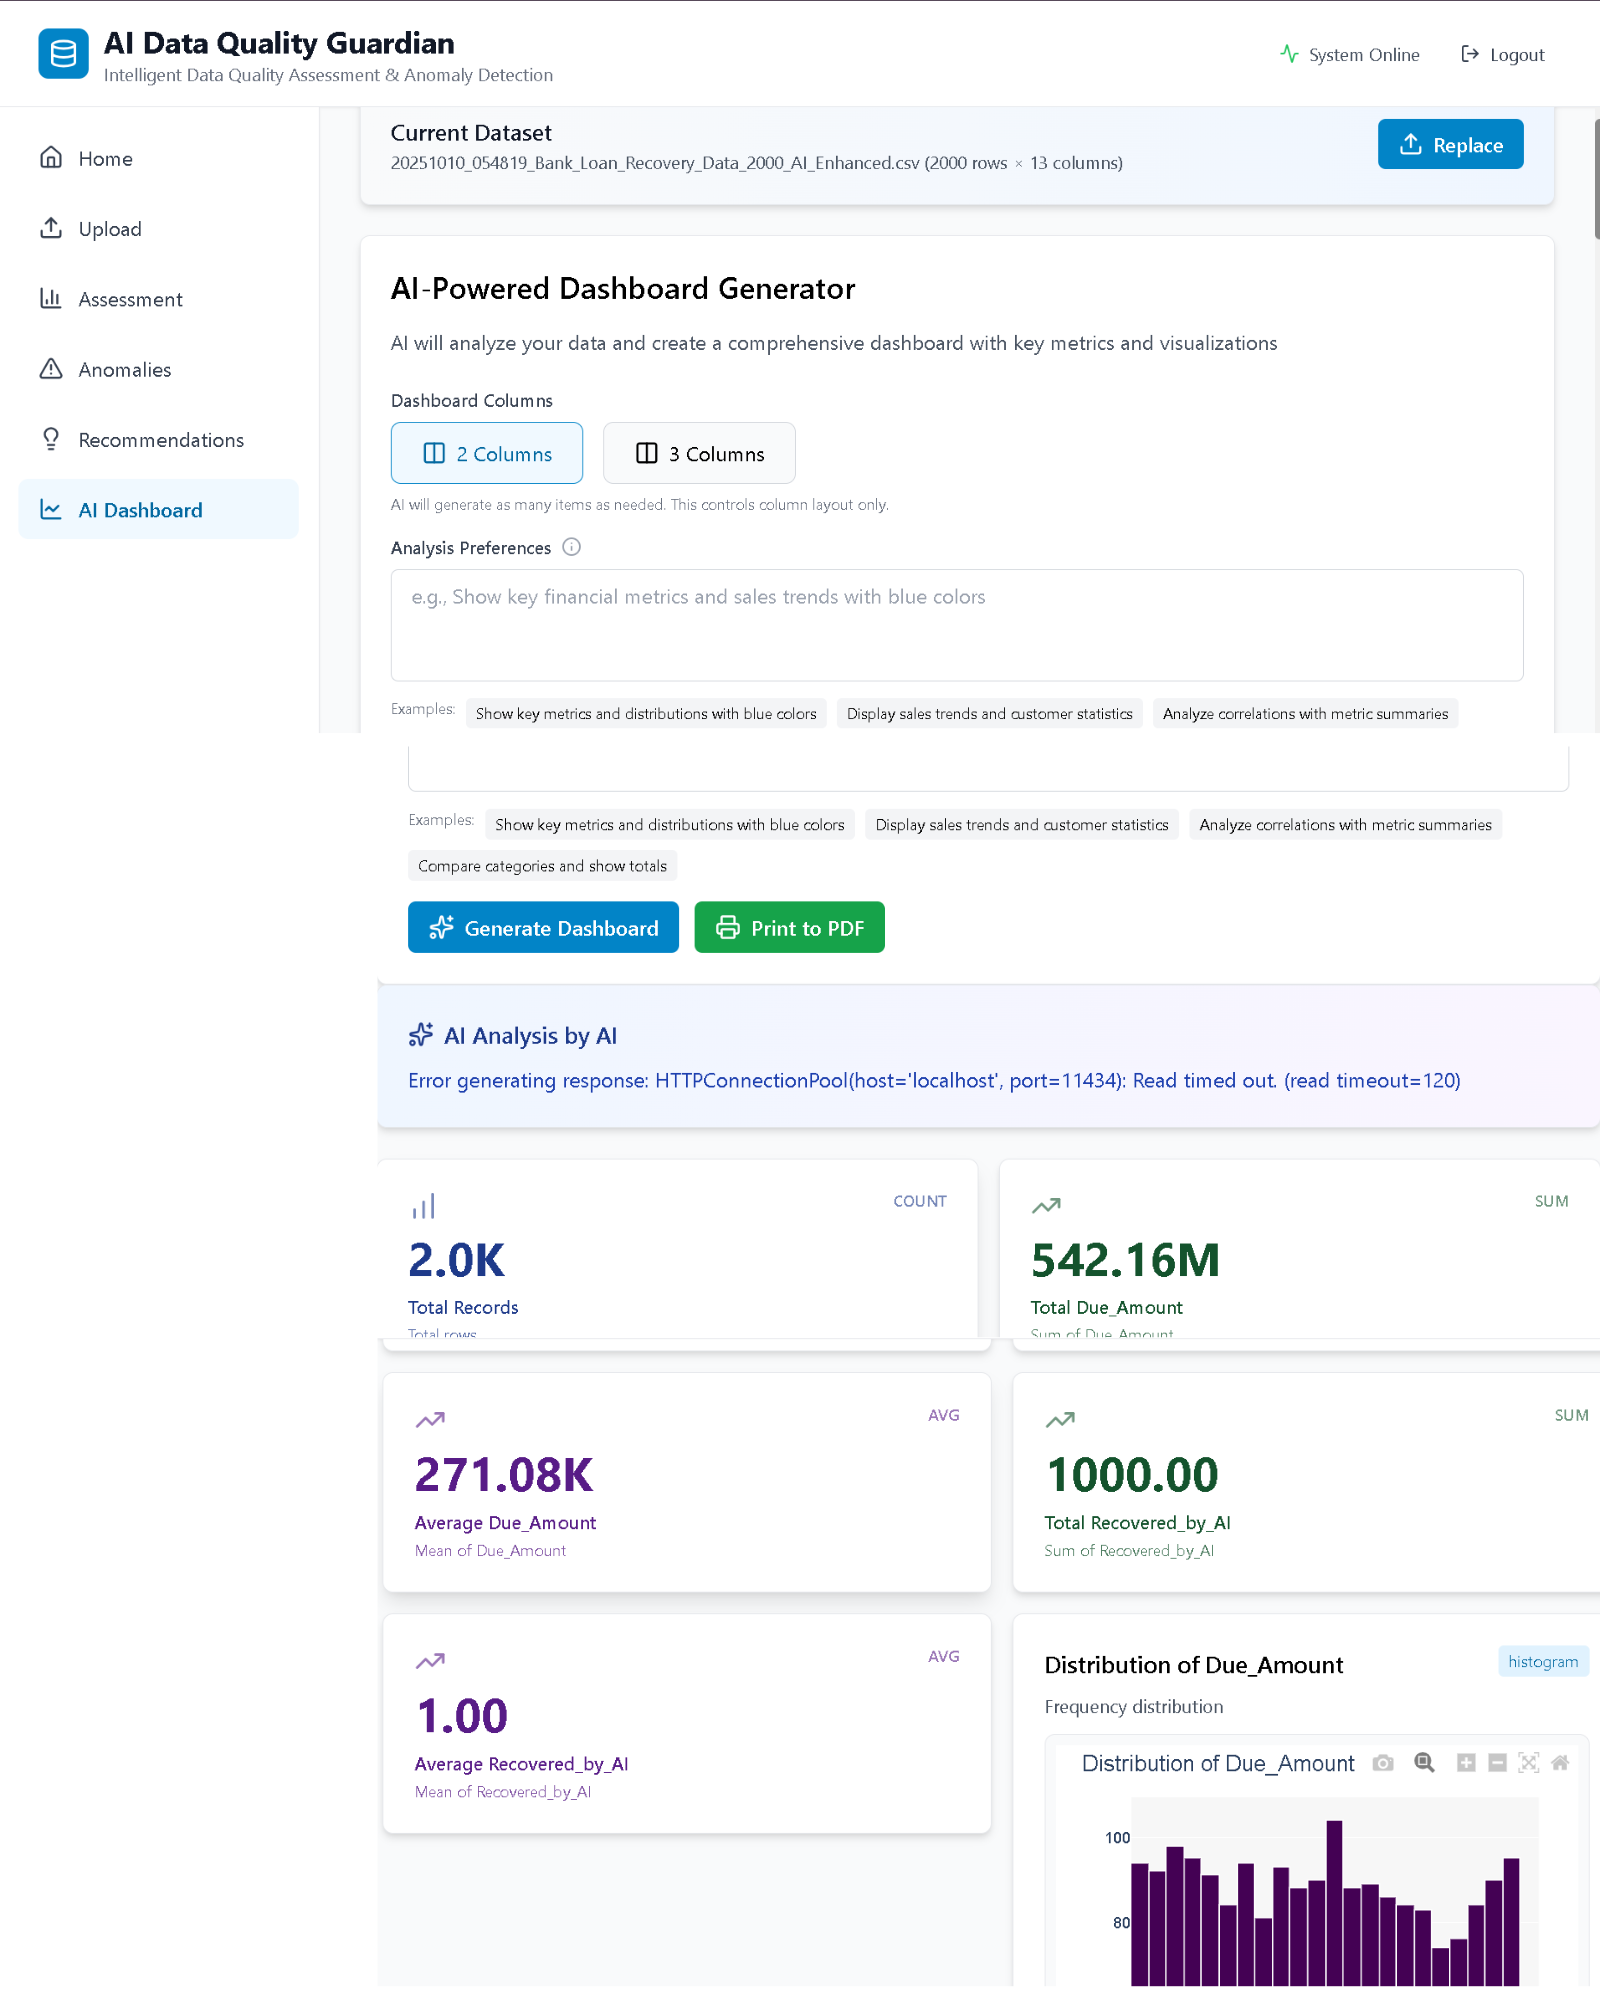 AI Data Quality Guardian
Intelligent Data Quality Assessment & Anomaly Detection
System Online
Logout
Home
Upload
Assessment
Anomalies
Recommendations
AI Dashboard
Current Dataset
20251010_054819_Bank_Loan_Recovery_Data_2000_AI_Enhanced.csv (2000 rows × 13 columns)
Replace
AI-Powered Dashboard Generator
AI will analyze your data and create a comprehensive dashboard with key metrics and visualizations
Dashboard Columns
2 Columns
3 Columns
AI will generate as many items as needed. This controls column layout only.
Analysis Preferences
e.g., Show key financial metrics and sales trends with blue colors
Examples: Show key metrics and distributions with blue colors Display sales trends and customer statistics Analyze correlations with metric summaries
Examples: Show key metrics and distributions with blue colors Display sales trends and customer statistics Analyze correlations with metric summaries
Compare categories and show totals
Generate Dashboard
Print to PDF
AI Analysis by AI
Error generating response: HTTPConnectionPool(host='localhost', port=11434): Read timed out. (read timeout=120)
COUNT
2.0K
Total Records
Total rows
SUM
542.16M
Total Due_Amount
Sum of Due_Amount
AVG
271.08K
Average Due_Amount
Mean of Due_Amount
SUM
1000.00
Total Recovered_by_AI
Sum of Recovered_by_AI
AVG
1.00
Average Recovered_by_AI
Mean of Recovered_by_AI
Distribution of Due_Amount
histogram
Frequency distribution
Distribution of Due_Amount
100
80